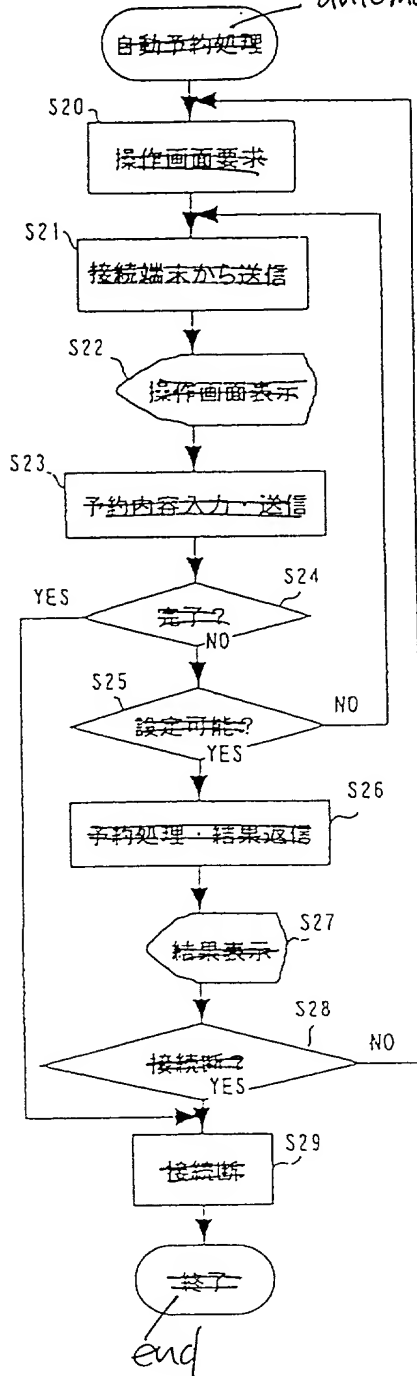 自動予約処理
S20
操作画面要求
S21
接続端末から送信
S22
操作画面表示
S23
予約内容入力・送信
S24
YES
完了?
NO
S25
設定可能?
NO
YES
S26
予約処理・結果返信
S27
結果表示
S28
接続断?
NO
YES
S29
接続断
終了
end